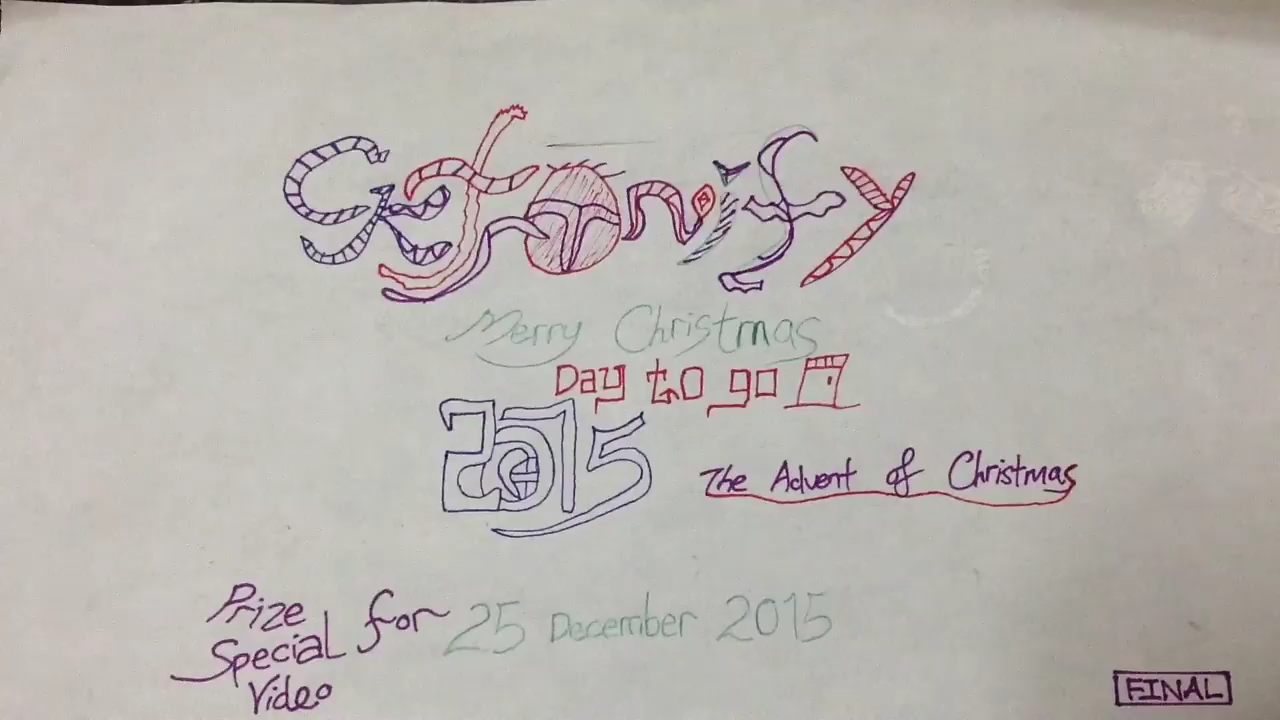 Merry Christmas
Day to go
2015
The Advent of Christmas
Prize
Special for 25 December 2015
Video
FINAL